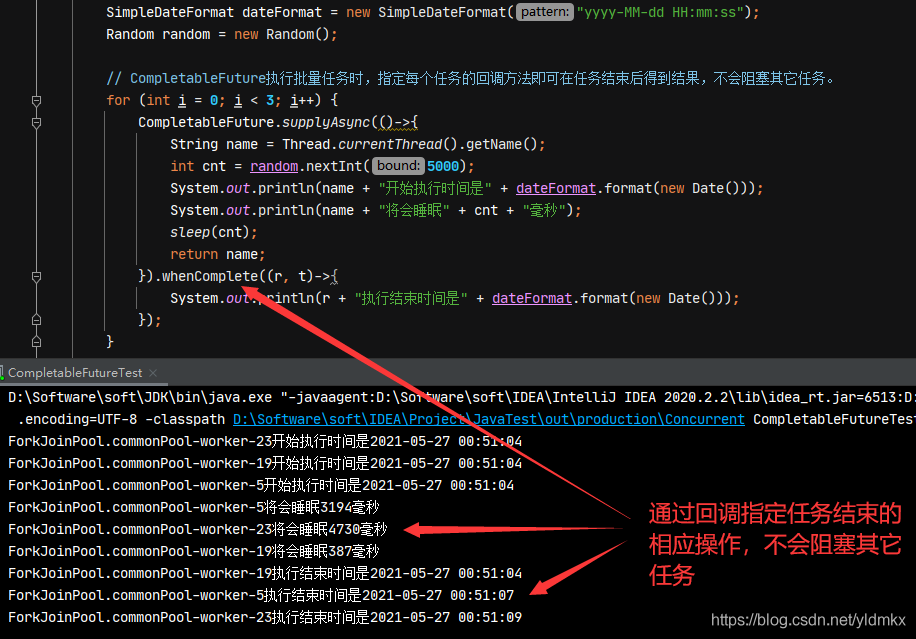 SimpleDateFormat dateFormat = new SimpleDateFormat( pattern: "yyyy-MM-dd HH:mm:ss");
Random random = new Random();
// CompletableFuture执行批量任务时，指定每个任务的回调方法即可在任务结束后得到结果，不会阻塞其它任务。
for (int i = 0; i < 3; i++) {
CompletableFuture.supplyAsync(()->{
String name = Thread.currentThread().getName();
int cnt = random.nextInt( bound: 5000);
System.out.println(name + "开始执行时间是" + dateFormat.format(new Date()));
System.out.println(name + "将会睡眠" + cnt + "毫秒");
sleep(cnt);
return name;
}).whenComplete((r, t)->{
System.out.println(r + "执行结束时间是" + dateFormat.format(new Date()));
});
}
CompletableFutureTest ×
D:\Software\soft\JDK\bin\java.exe "-javaagent:D:\Software\soft\IDEA\IntelliJ IDEA 2020.2.2\lib\idea_rt.jar=6513:D:
.encoding=UTF-8 -classpath D:\Software\soft\IDEA\Project\JavaTest\out\production\Concurrent CompletableFutureTest
ForkJoinPool.commonPool-worker-23开始执行时间是2021-05-27 00:51:04
ForkJoinPool.commonPool-worker-19开始执行时间是2021-05-27 00:51:04
ForkJoinPool.commonPool-worker-5开始执行时间是2021-05-27 00:51:04
ForkJoinPool.commonPool-worker-5将会睡眠3194毫秒
ForkJoinPool.commonPool-worker-23将会睡眠4730毫秒
ForkJoinPool.commonPool-worker-19将会睡眠387毫秒
ForkJoinPool.commonPool-worker-19执行结束时间是2021-05-27 00:51:04
ForkJoinPool.commonPool-worker-5执行结束时间是2021-05-27 00:51:07
ForkJoinPool.commonPool-worker-23执行结束时间是2021-05-27 00:51:09
通过回调指定任务结束的
相应操作，不会阻塞其它
任务
https://blog.csdn.net/yldmkx